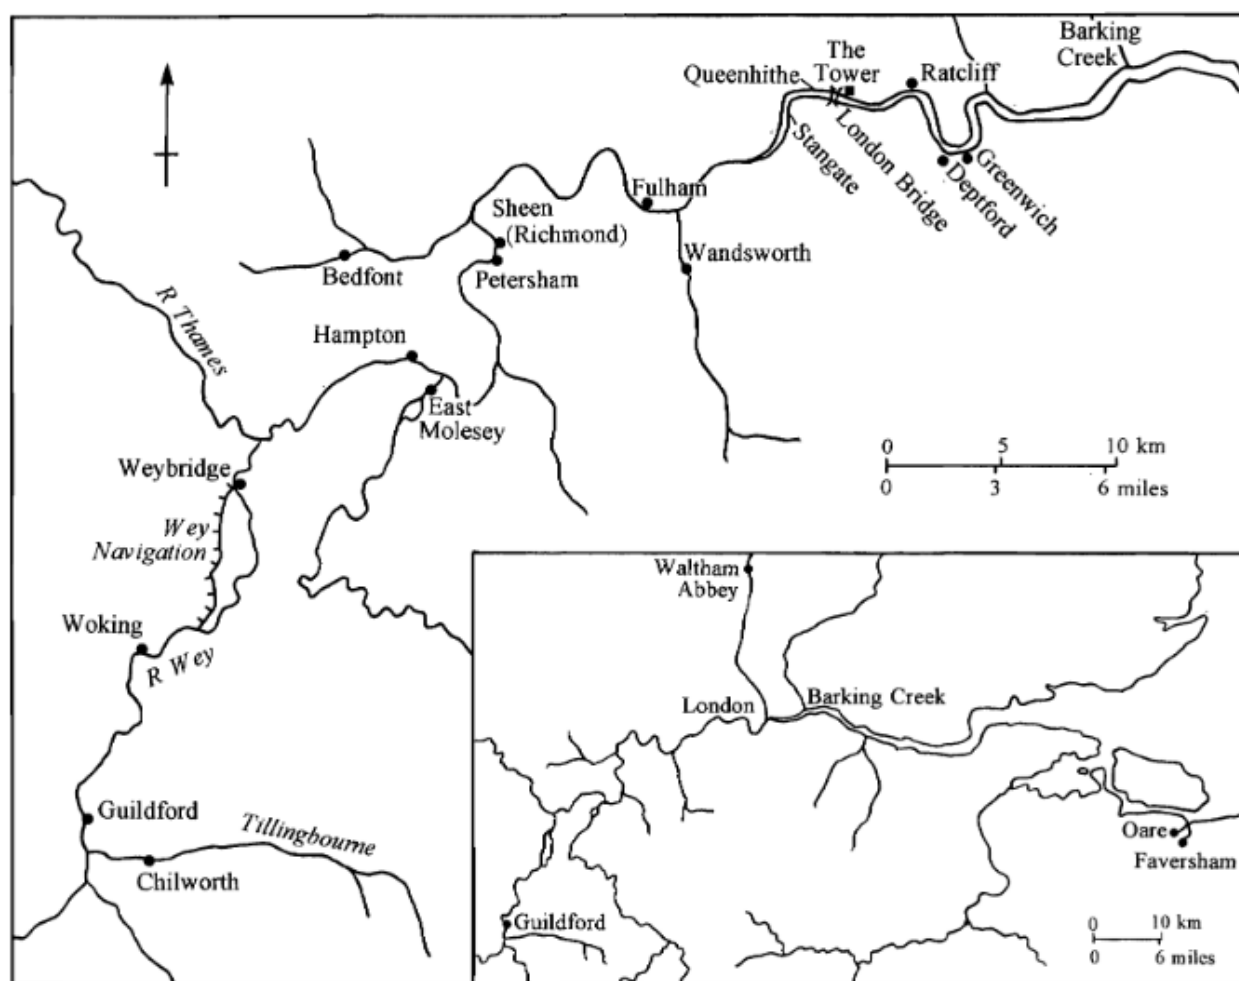 Barking
Creek
The
Tower
Queenhithe
Ratcliff
Stangate
London Bridge
Deptford
Greenwich
Fulham
Sheen
(Richmond)
Bedfont
Petersham
Wandsworth
R Thames
Hampton
East
Molesey
0 5 10 km
0 3 6 miles
Weybridge
Wey
Navigation
Woking
R Wey
Guildford
Tillingbourne
Chilworth
Waltham
Abbey
London
Barking Creek
Oare
Faversham
Guildford
0 10 km
0 6 miles